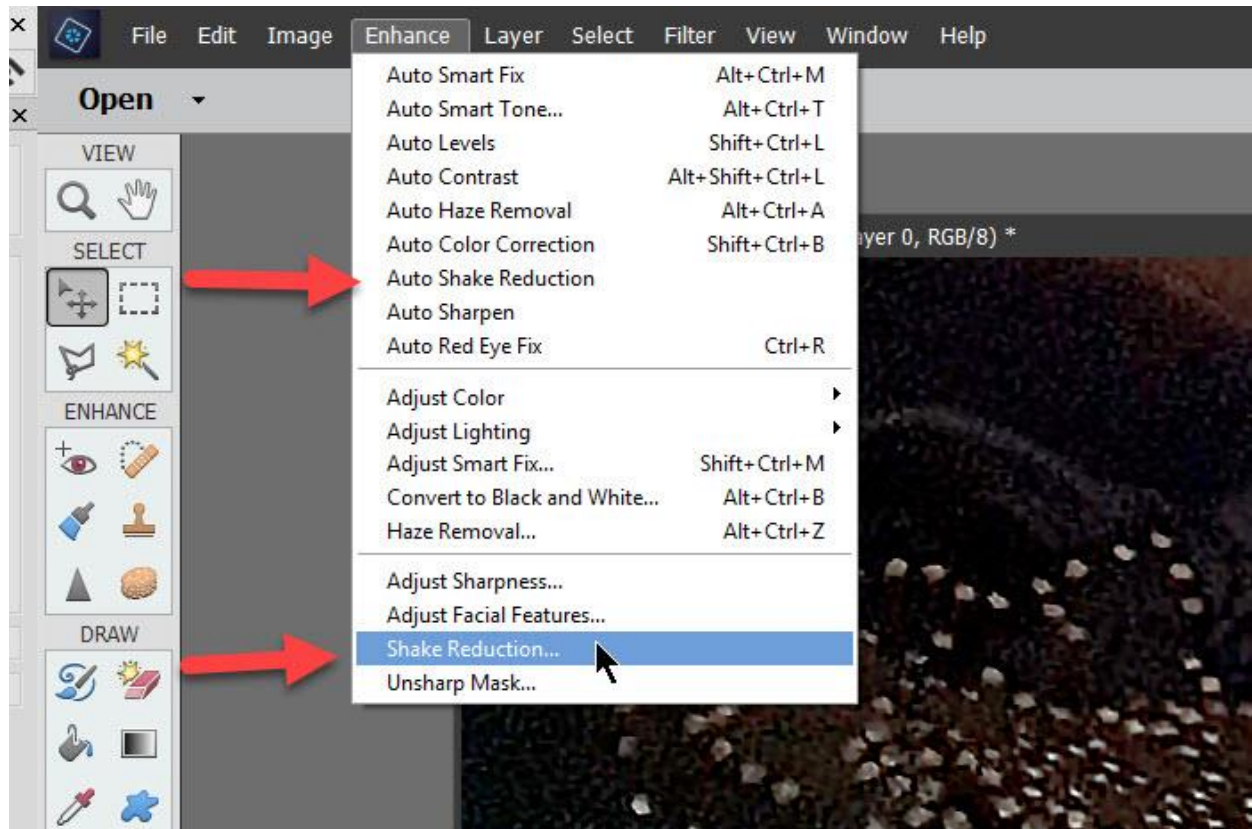 File Edit Image Enhance Layer Select Filter View Window Help
Open
VIEW
SELECT
ENHANCE
DRAW
Auto Smart Fix Alt+Ctrl+M
Auto Smart Tone... Alt+Ctrl+T
Auto Levels Shift+Ctrl+L
Auto Contrast Alt+Shift+Ctrl+L
Auto Haze Removal Alt+Ctrl+A
Auto Color Correction Shift+Ctrl+B
Auto Shake Reduction
Auto Sharpen
Auto Red Eye Fix Ctrl+R
Adjust Color
Adjust Lighting
Adjust Smart Fix... Shift+Ctrl+M
Convert to Black and White... Alt+Ctrl+B
Haze Removal... Alt+Ctrl+Z
Adjust Sharpness...
Adjust Facial Features...
Shake Reduction...
Unsharp Mask...
ayer 0, RGB/8) *